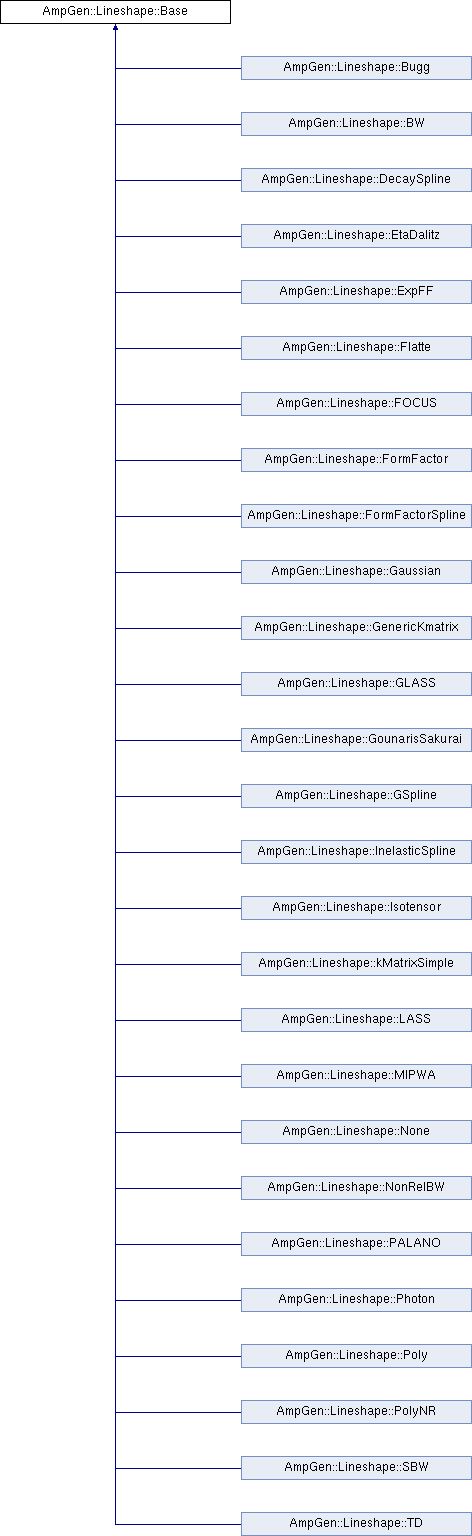 AmpGen::Lineshape::Base
AmpGen::Lineshape::Bugg
AmpGen::Lineshape::BW
AmpGen::Lineshape::DecaySpline
AmpGen::Lineshape::EtaDalitz
AmpGen::Lineshape::ExpFF
AmpGen::Lineshape::Flatte
AmpGen::Lineshape::FOCUS
AmpGen::Lineshape::FormFactor
AmpGen::Lineshape::FormFactorSpline
AmpGen::Lineshape::Gaussian
AmpGen::Lineshape::GenericKmatrix
AmpGen::Lineshape::GLASS
AmpGen::Lineshape::GounarisSakurai
AmpGen::Lineshape::GSpline
AmpGen::Lineshape::InelasticSpline
AmpGen::Lineshape::Isotensor
AmpGen::Lineshape::kMatrixSimple
AmpGen::Lineshape::LASS
AmpGen::Lineshape::MIPWA
AmpGen::Lineshape::None
AmpGen::Lineshape::NonRelBW
AmpGen::Lineshape::PALANO
AmpGen::Lineshape::Photon
AmpGen::Lineshape::Poly
AmpGen::Lineshape::PolyNR
AmpGen::Lineshape::SBW
AmpGen::Lineshape::TD